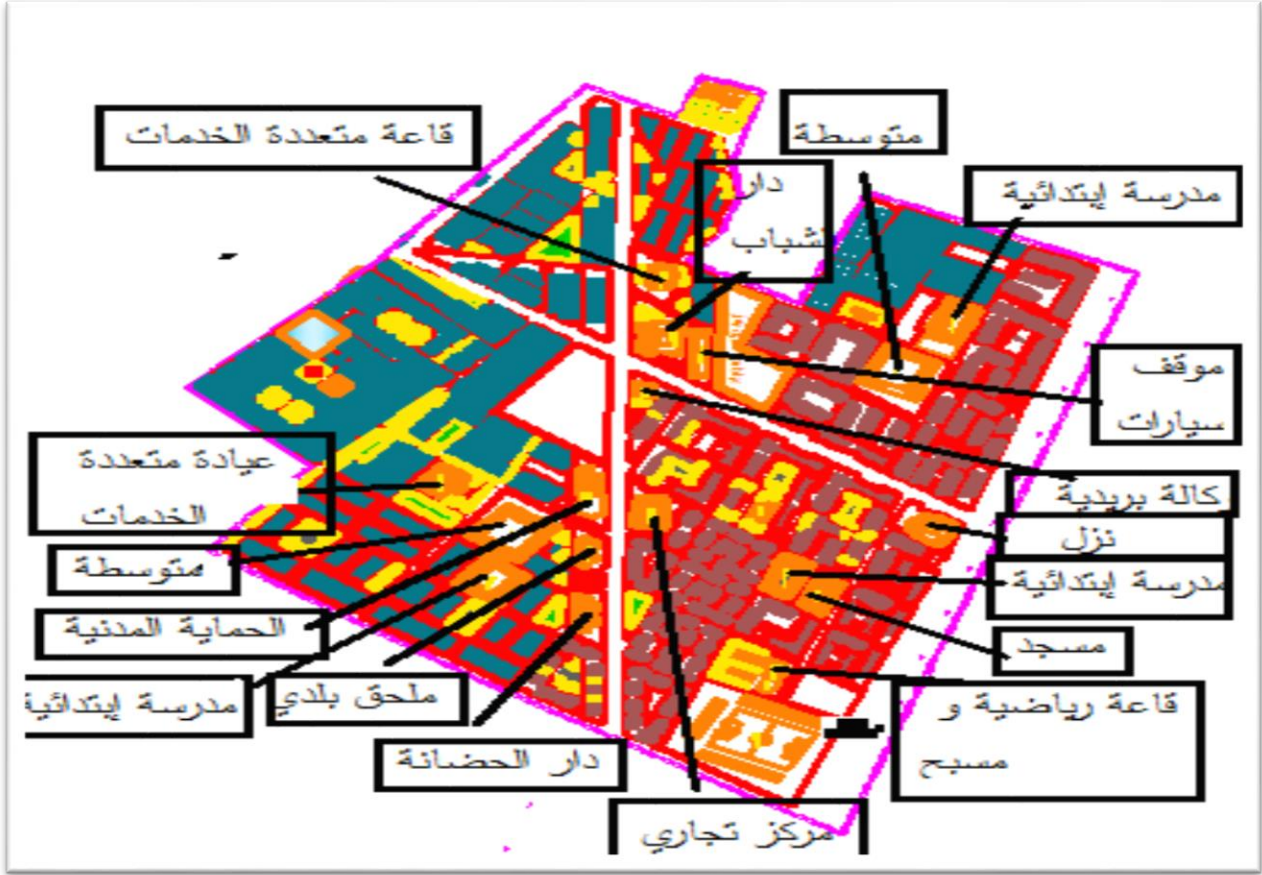 قاعة متعددة الخدمات
متوسطة
دار
لشباب
مدرسة إبتدائية
موقف
سيارات
عيادة متعددة
الخدمات
كالة بريدية
نزل
متوسطة
مدرسة إبتدائية
الحماية المدنية
مسجد
مدرسة إبتدائية
ملحق بلدي
قاعة رياضية و
مسبح
دار الحضانة
مركز تجاري